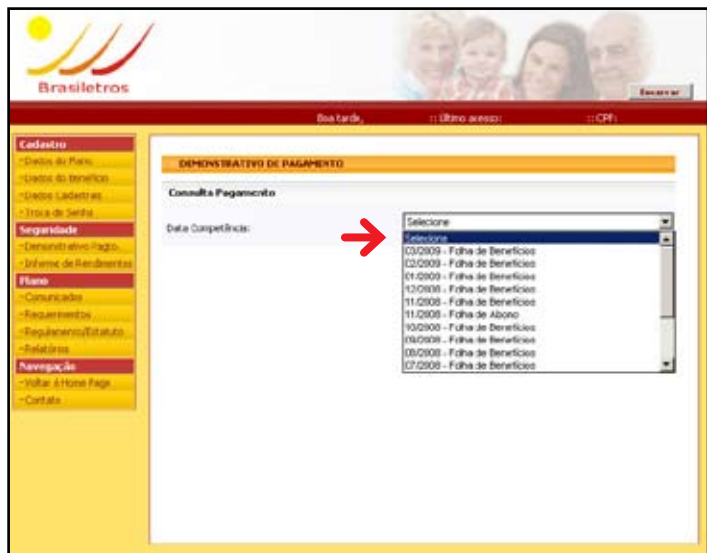 Brasiletros
Encerrar
Boa tarde, :: Último acesso: :: CPF:
Cadastro
-Dados do Plano
-Dados do Benefício
-Dados Cadastrais
-Troca de Senha
Seguridade
-Demonstrativo Pagto.
-Informe de Rendimentos
Plano
-Comunicados
-Requerimentos
-Regulamento/Estatuto
-Relatórios
Navegação
-Voltar à Home Page
-Contato
DEMONSTRATIVO DE PAGAMENTO
Consulta Pagamento
Data Competência:
Selecione
Selecione
03/2009 - Folha de Benefícios
02/2009 - Folha de Benefícios
01/2009 - Folha de Benefícios
12/2008 - Folha de Benefícios
11/2008 - Folha de Benefícios
11/2008 - Folha de Abono
10/2008 - Folha de Benefícios
09/2008 - Folha de Benefícios
08/2008 - Folha de Benefícios
07/2008 - Folha de Benefícios